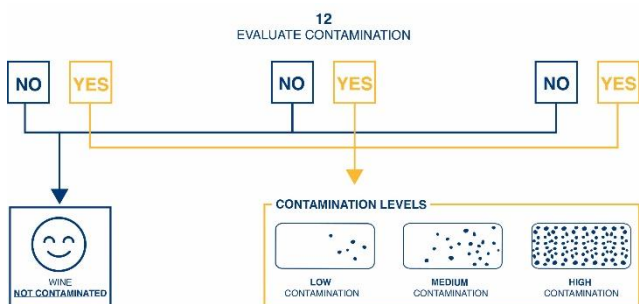 12
EVALUATE CONTAMINATION
NO YES NO YES NO YES
CONTAMINATION LEVELS
WINE
NOT CONTAMINATED
LOW
CONTAMINATION
MEDIUM
CONTAMINATION
HIGH
CONTAMINATION